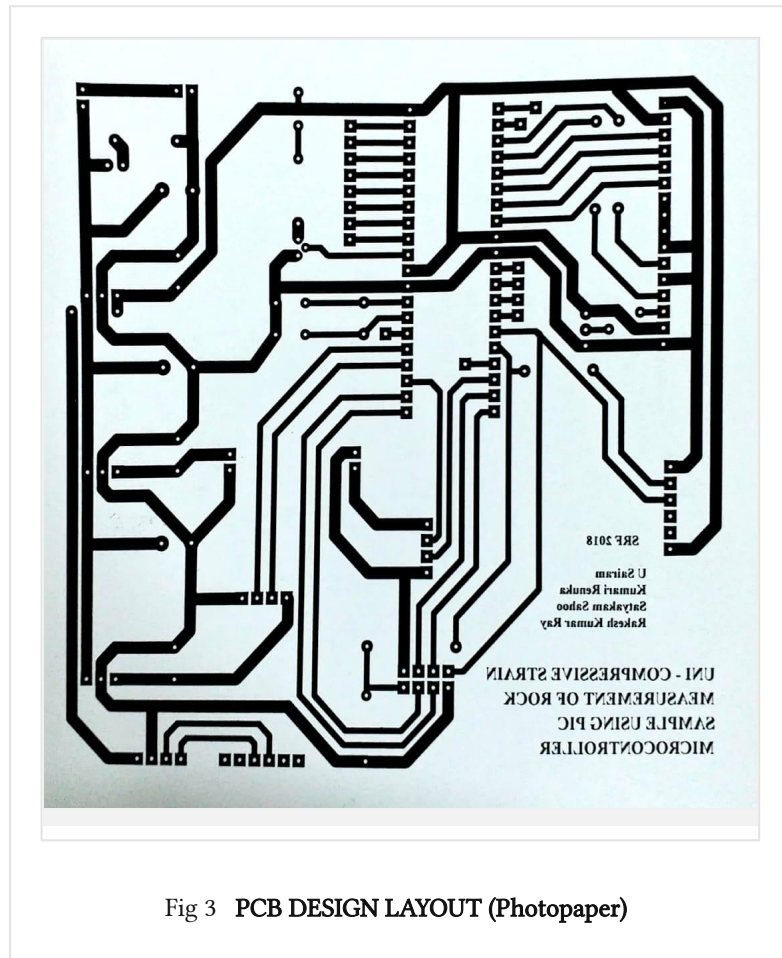 SRF 2018
U Sairam
Kumari Renuka
Satyakam Sahoo
Rakesh Kumar Ray
UNI - COMPRESSIVE STRAIN
MEASUREMENT OF ROCK
SAMPLE USING PIC
MICROCONTROLLER
Fig 3 PCB DESIGN LAYOUT (Photopaper)